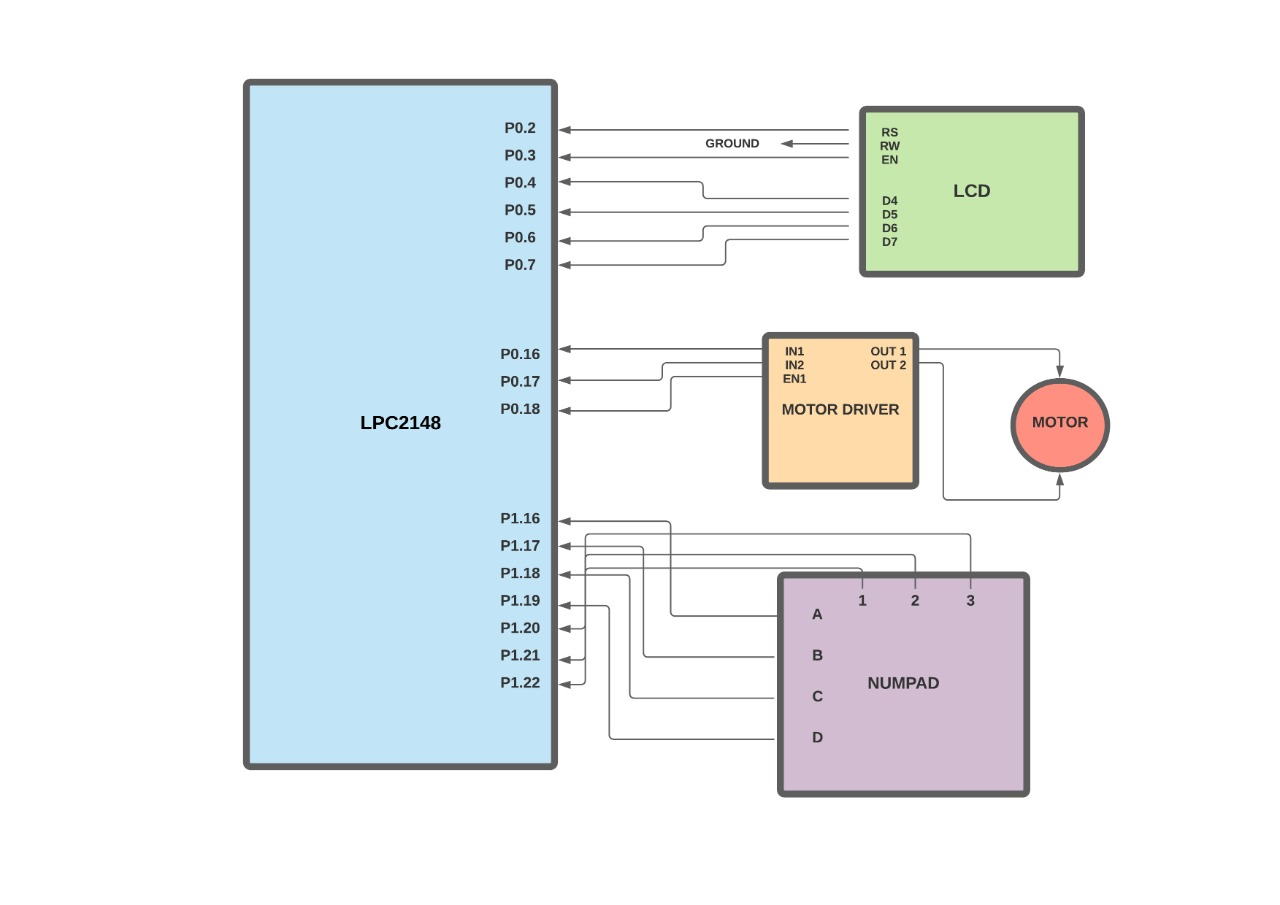 LPC2148
P0.2
P0.3
P0.4
P0.5
P0.6
P0.7
P0.16
P0.17
P0.18
P1.16
P1.17
P1.18
P1.19
P1.20
P1.21
P1.22
GROUND
RS
RW
EN
D4
D5
D6
D7
LCD
IN1
IN2
EN1
OUT 1
OUT 2
MOTOR DRIVER
MOTOR
1 2 3
A
B
C
D
NUMPAD